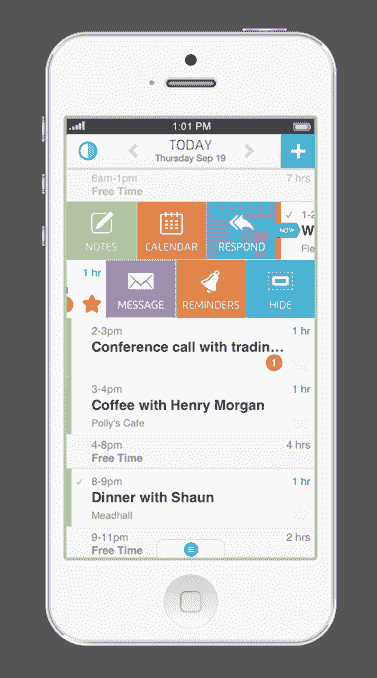 1:01 PM
TODAY
Thursday Sep 19
+
6am-1pm 7 hrs
Free Time
NOTES CALENDAR RESPOND NOW
1-2
W
Fle
1 hr
MESSAGE REMINDERS HIDE
2-3pm 1 hr
Conference call with tradin...
1
3-4pm 1 hr
Coffee with Henry Morgan
Polly's Cafe
4-8pm 4 hrs
Free Time
8-9pm 1 hr
Dinner with Shaun
Meadhall
9-11pm 2 hrs
Free Time